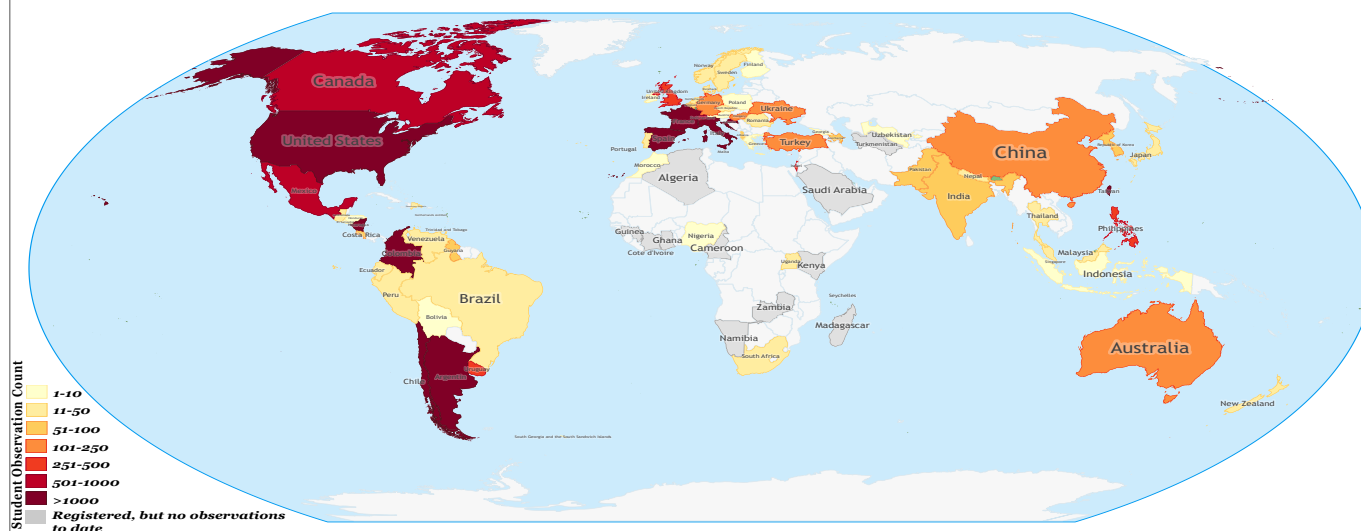 Canada
United States
Mexico
Costa Rica
Trinidad and Tobago
Venezuela
Guyana
Colombia
Ecuador
Peru
Brazil
Bolivia
Chile
Argentina
Uruguay
South Georgia and the South Sandwich Islands
Norway
Sweden
Finland
United Kingdom
Ireland
Germany
Poland
Ukraine
Romania
France
Spain
Portugal
Malta
Greece
Turkey
Georgia
Israel
Morocco
Algeria
Saudi Arabia
Guinea
Ghana
Cote d'Ivoire
Nigeria
Cameroon
Uganda
Kenya
Seychelles
Zambia
Madagascar
Namibia
South Africa
Uzbekistan
Turkmenistan
Pakistan
Nepal
India
China
Republic of Korea
Japan
Taiwan
Thailand
Philippines
Malaysia
Singapore
Indonesia
Australia
New Zealand
Student Observation Count
1-10
11-50
51-100
101-250
251-500
501-1000
>1000
Registered, but no observations
to date